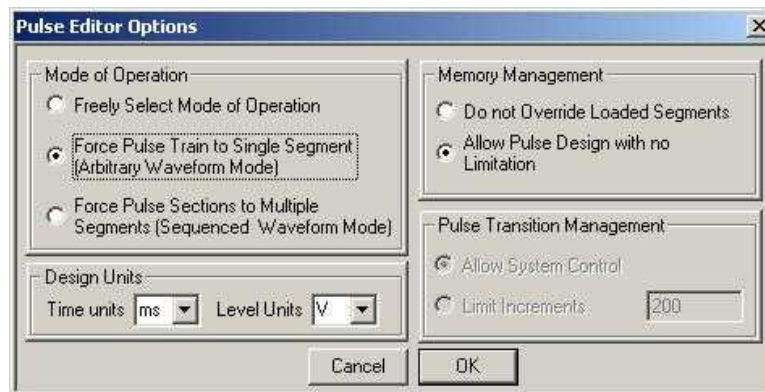 Pulse Editor Options
Mode of Operation
Freely Select Mode of Operation
Force Pulse Train to Single Segment
(Arbitrary Waveform Mode)
Force Pulse Sections to Multiple
Segments (Sequenced Waveform Mode)
Design Units
Time units ms Level Units V
Memory Management
Do not Override Loaded Segments
Allow Pulse Design with no
Limitation
Pulse Transition Management
Allow System Control
Limit Increments 200
Cancel OK